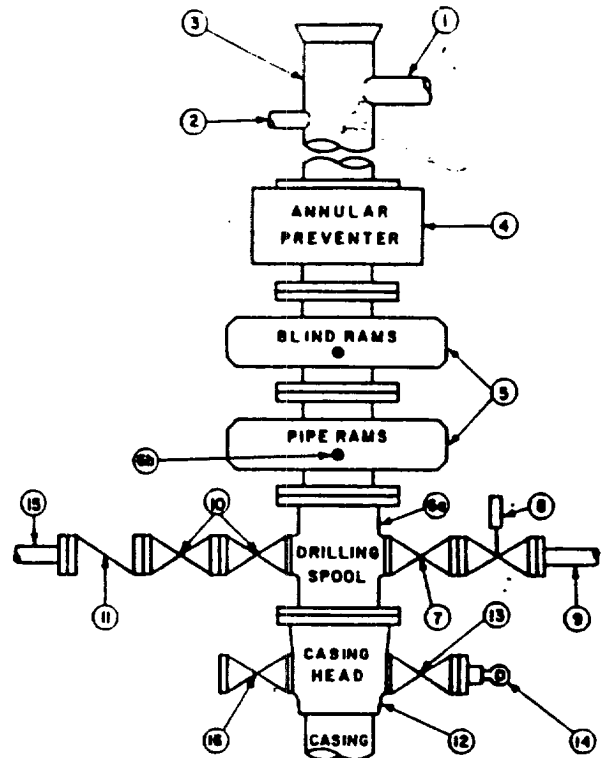 3
1
2
ANNULAR
PREVENTER
4
BLIND RAMS
5
PIPE RAMS
6b
6a
8
15
10
DRILLING
SPOOL
11
7
9
13
CASING
HEAD
16
12
14
CASING